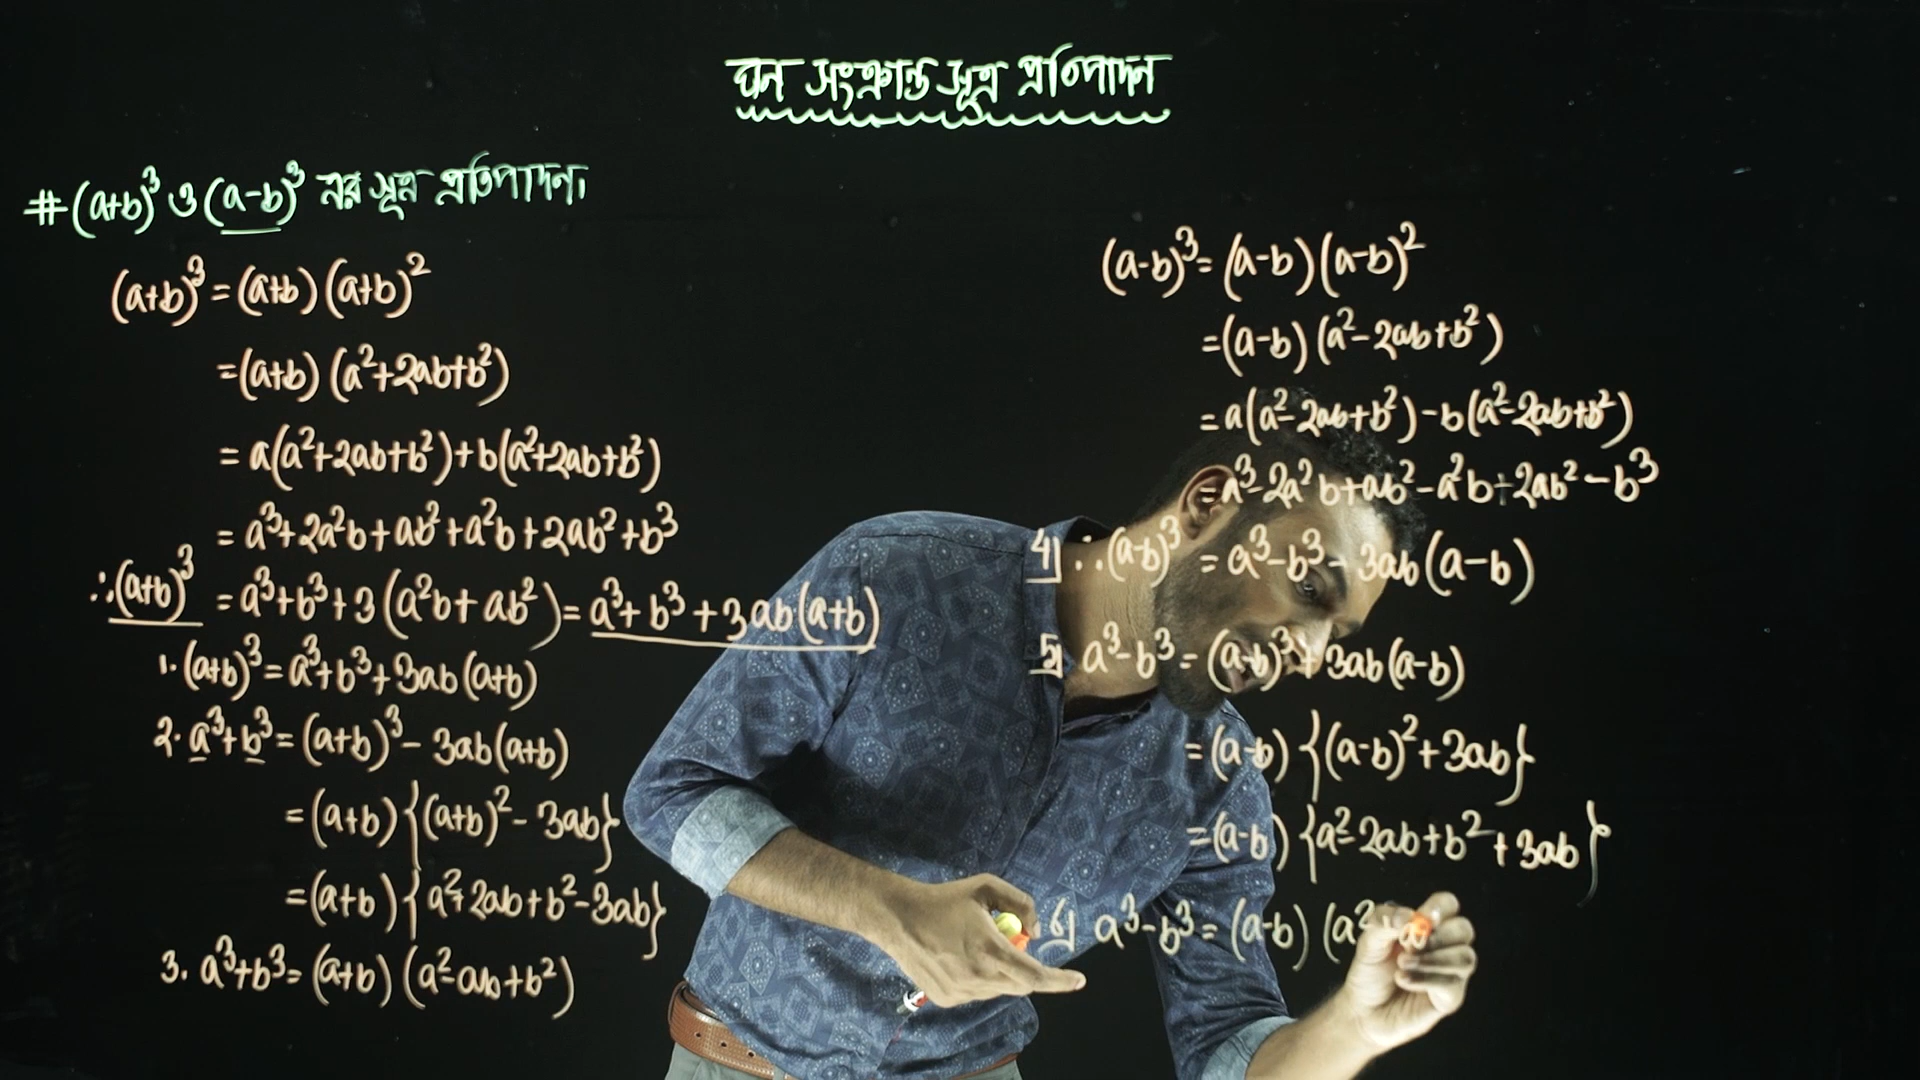 ঘন সংক্রান্ত সূত্র প্রতিপাদন
# (a+b)³ ও (a-b)³ এর সূত্র প্রতিপাদন।
(a+b)³ = (a+b) (a+b)²
= (a+b) (a²+2ab+b²)
= a(a²+2ab+b²)+b(a²+2ab+b²)
= a³+2a²b+ab²+a²b+2ab²+b³
∴(a+b)³ = a³+b³+3(a²b+ab²)= a³+b³+3ab(a+b)
1. (a+b)³ = a³+b³+3ab(a+b)
2. a³+b³ = (a+b)³- 3ab(a+b)
= (a+b) {(a+b)²- 3ab}
= (a+b) {a²+2ab+b²-3ab}
3. a³+b³ = (a+b) (a²-ab+b²)
(a-b)³ = (a-b) (a-b)²
= (a-b) (a²-2ab+b²)
= a(a²-2ab+b²)-b(a²-2ab+b²)
= a³-2a²b+ab²-a²b+2ab²-b³
4] ∴(a-b)³ = a³-b³-3ab(a-b)
5] a³-b³ = (a-b)³+3ab(a-b)
= (a-b) {(a-b)²+3ab}
= (a-b) {a²-2ab+b²+3ab}
6] a³-b³ = (a-b) (a²